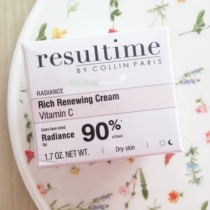 resultime
BY COLLIN PARIS
RADIANCE
Rich Renewing Cream
Vitamin C
Radiance
90%*
1.7 OZ. NET WT.
Dry skin